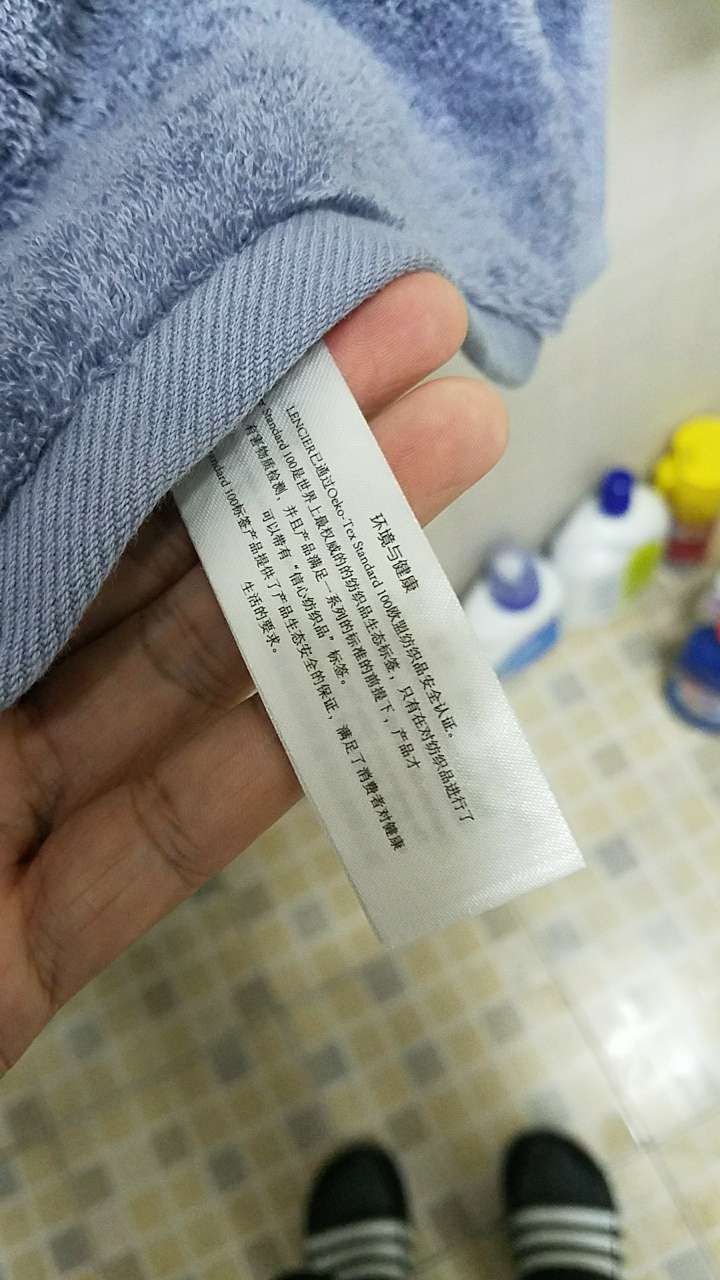 环境与健康
LENCIER已通过Oeko-Tex Standard 100欧盟纺织品安全认证。
Standard 100是世界上最权威的的纺织品生态标签，只有在对纺织品进行了
有害物质检测，并且产品满足一系列的标准的前提下，产品才
可以带有“信心纺织品”标签。
100标签产品提供了产品生态安全的保证，满足了消费者对健康
生活的要求。